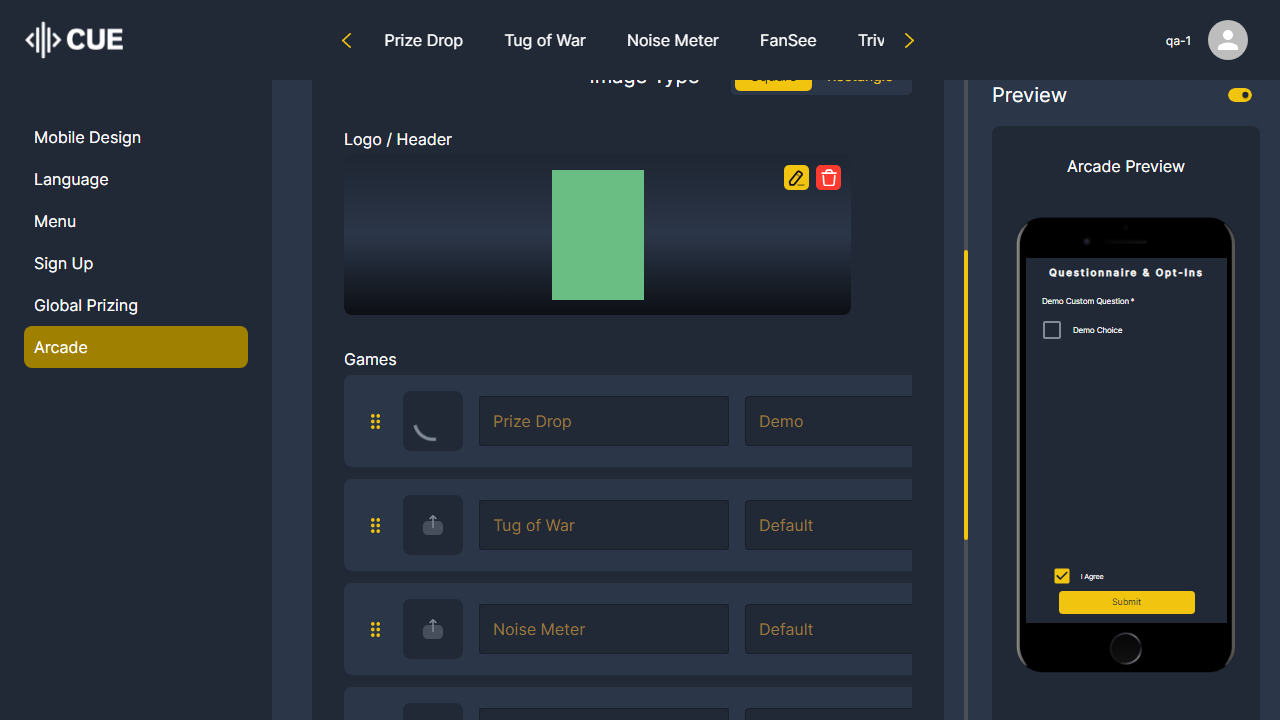 CUE
Prize Drop
Tug of War
Noise Meter
FanSee
Triv
qa-1
Mobile Design
Language
Menu
Sign Up
Global Prizing
Arcade
Image Type
Square
Rectangle
Logo / Header
Games
Prize Drop
Demo
Tug of War
Default
Noise Meter
Default
Preview
Arcade Preview
Questionnaire & Opt-Ins
Demo Custom Question *
Demo Choice
I Agree
Submit